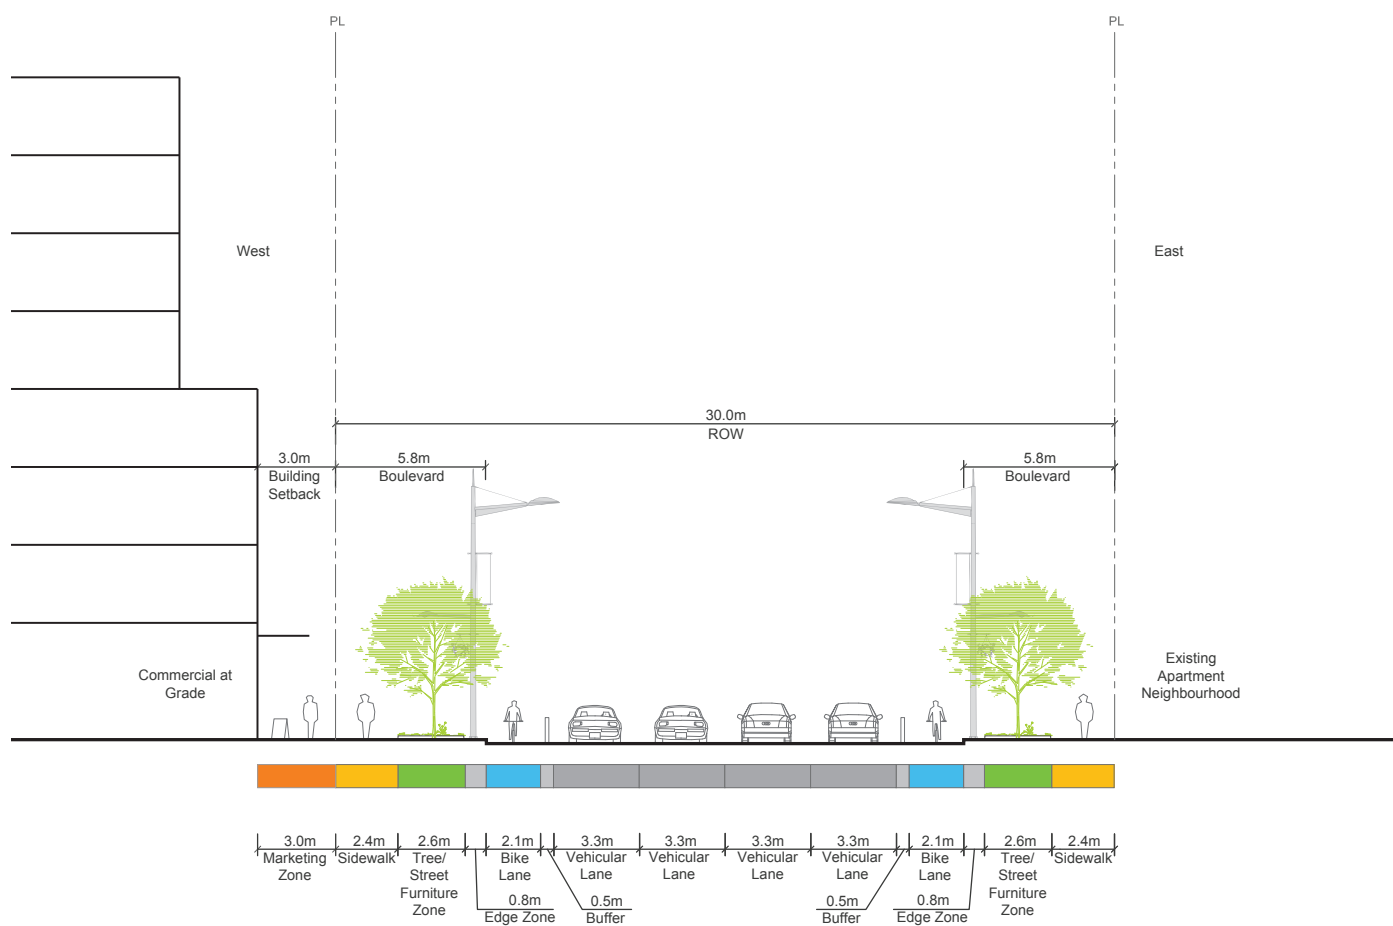 PL
PL
West
East
30.0m
ROW
3.0m
Building
Setback
5.8m
Boulevard
5.8m
Boulevard
Commercial at
Grade
Existing
Apartment
Neighbourhood
3.0m
Marketing
Zone
2.4m
Sidewalk
2.6m
Tree/
Street
Furniture
Zone
0.8m
Edge Zone
2.1m
Bike
Lane
0.5m
Buffer
3.3m
Vehicular
Lane
3.3m
Vehicular
Lane
3.3m
Vehicular
Lane
3.3m
Vehicular
Lane
0.5m
Buffer
2.1m
Bike
Lane
0.8m
Edge Zone
2.6m
Tree/
Street
Furniture
Zone
2.4m
Sidewalk